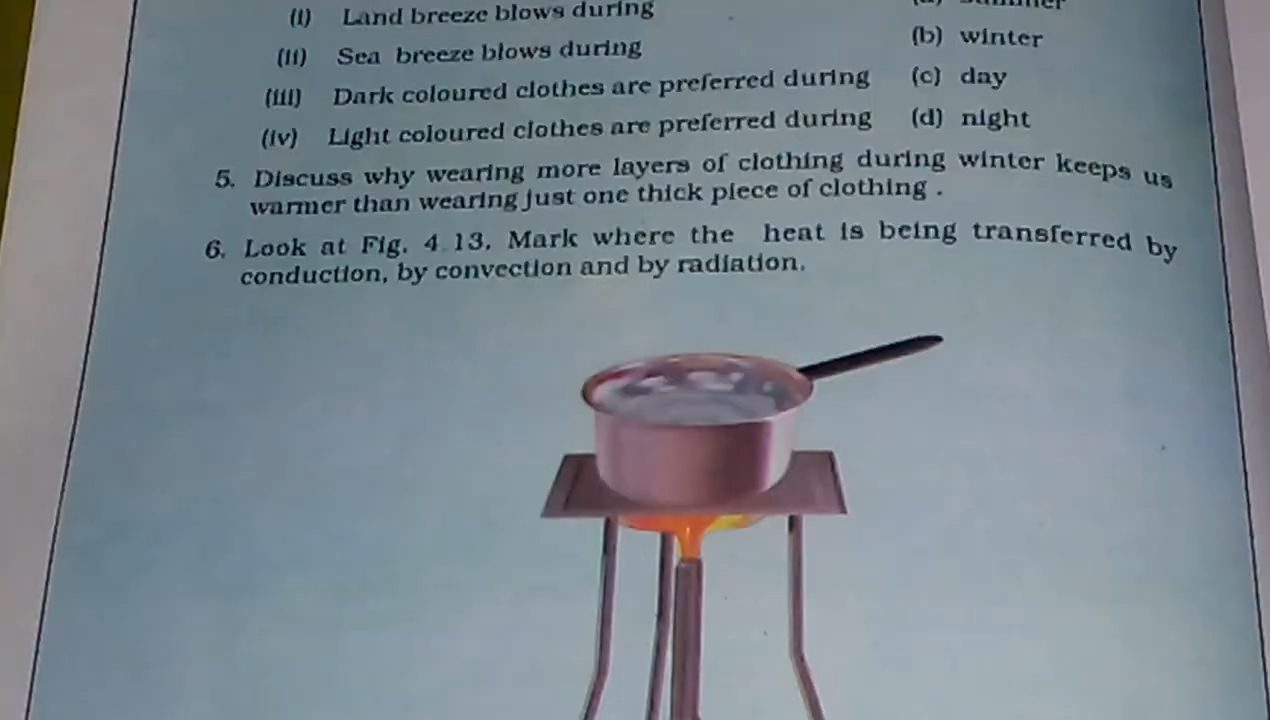 (i) Land breeze blows during
(ii) Sea breeze blows during
(b) winter
(iii) Dark coloured clothes are preferred during (c) day
(iv) Light coloured clothes are preferred during (d) night
5. Discuss why wearing more layers of clothing during winter keeps us
warmer than wearing just one thick piece of clothing .
6. Look at Fig. 4.13. Mark where the heat is being transferred by
conduction, by convection and by radiation.